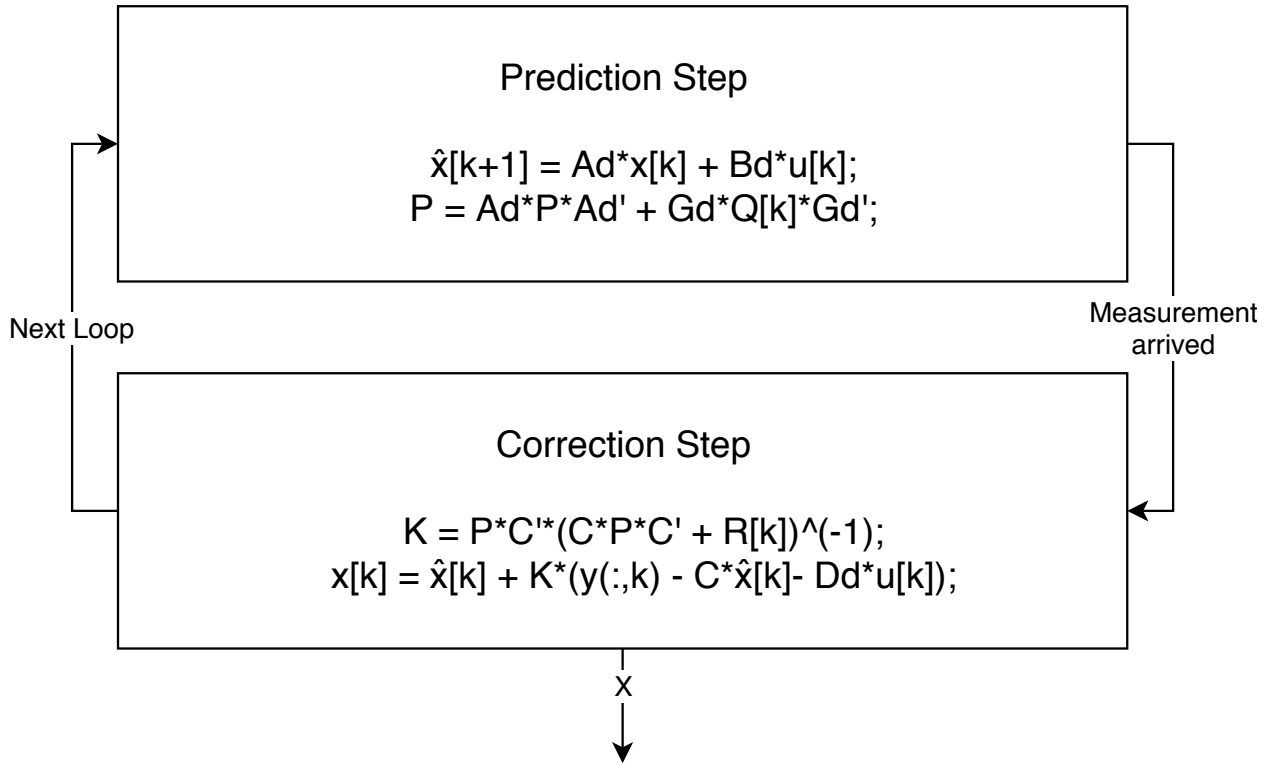 Prediction Step
x̂[k+1] = Ad*x[k] + Bd*u[k];
P = Ad*P*Ad' + Gd*Q[k]*Gd';
Next Loop
Measurement
arrived
Correction Step
K = P*C'*(C*P*C' + R[k])^(-1);
x[k] = x̂[k] + K*(y(:,k) - C*x̂[k]- Dd*u[k]);
x